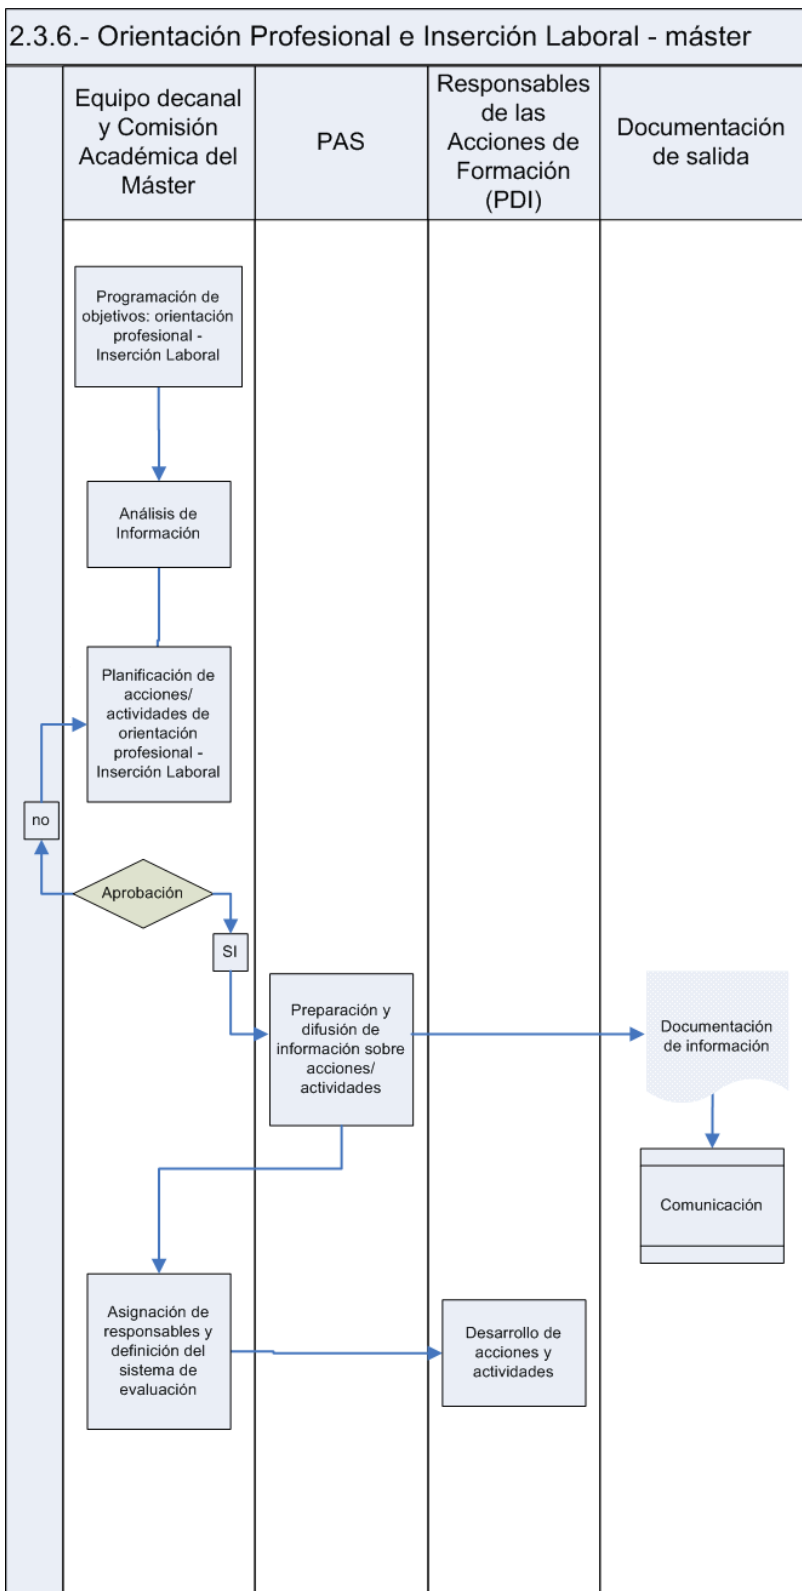 2.3.6.- Orientación Profesional e Inserción Laboral - máster
Equipo decanal
y Comisión
Académica del
Máster
PAS
Responsables
de las
Acciones de
Formación
(PDI)
Documentación
de salida
Programación de
objetivos: orientación
profesional -
Inserción Laboral
Análisis de
Información
Planificación de
acciones/
actividades de
orientación
profesional -
Inserción Laboral
no
Aprobación
SI
Preparación y
difusión de
información sobre
acciones/
actividades
Documentación
de información
Comunicación
Asignación de
responsables y
definición del
sistema de
evaluación
Desarrollo de
acciones y
actividades